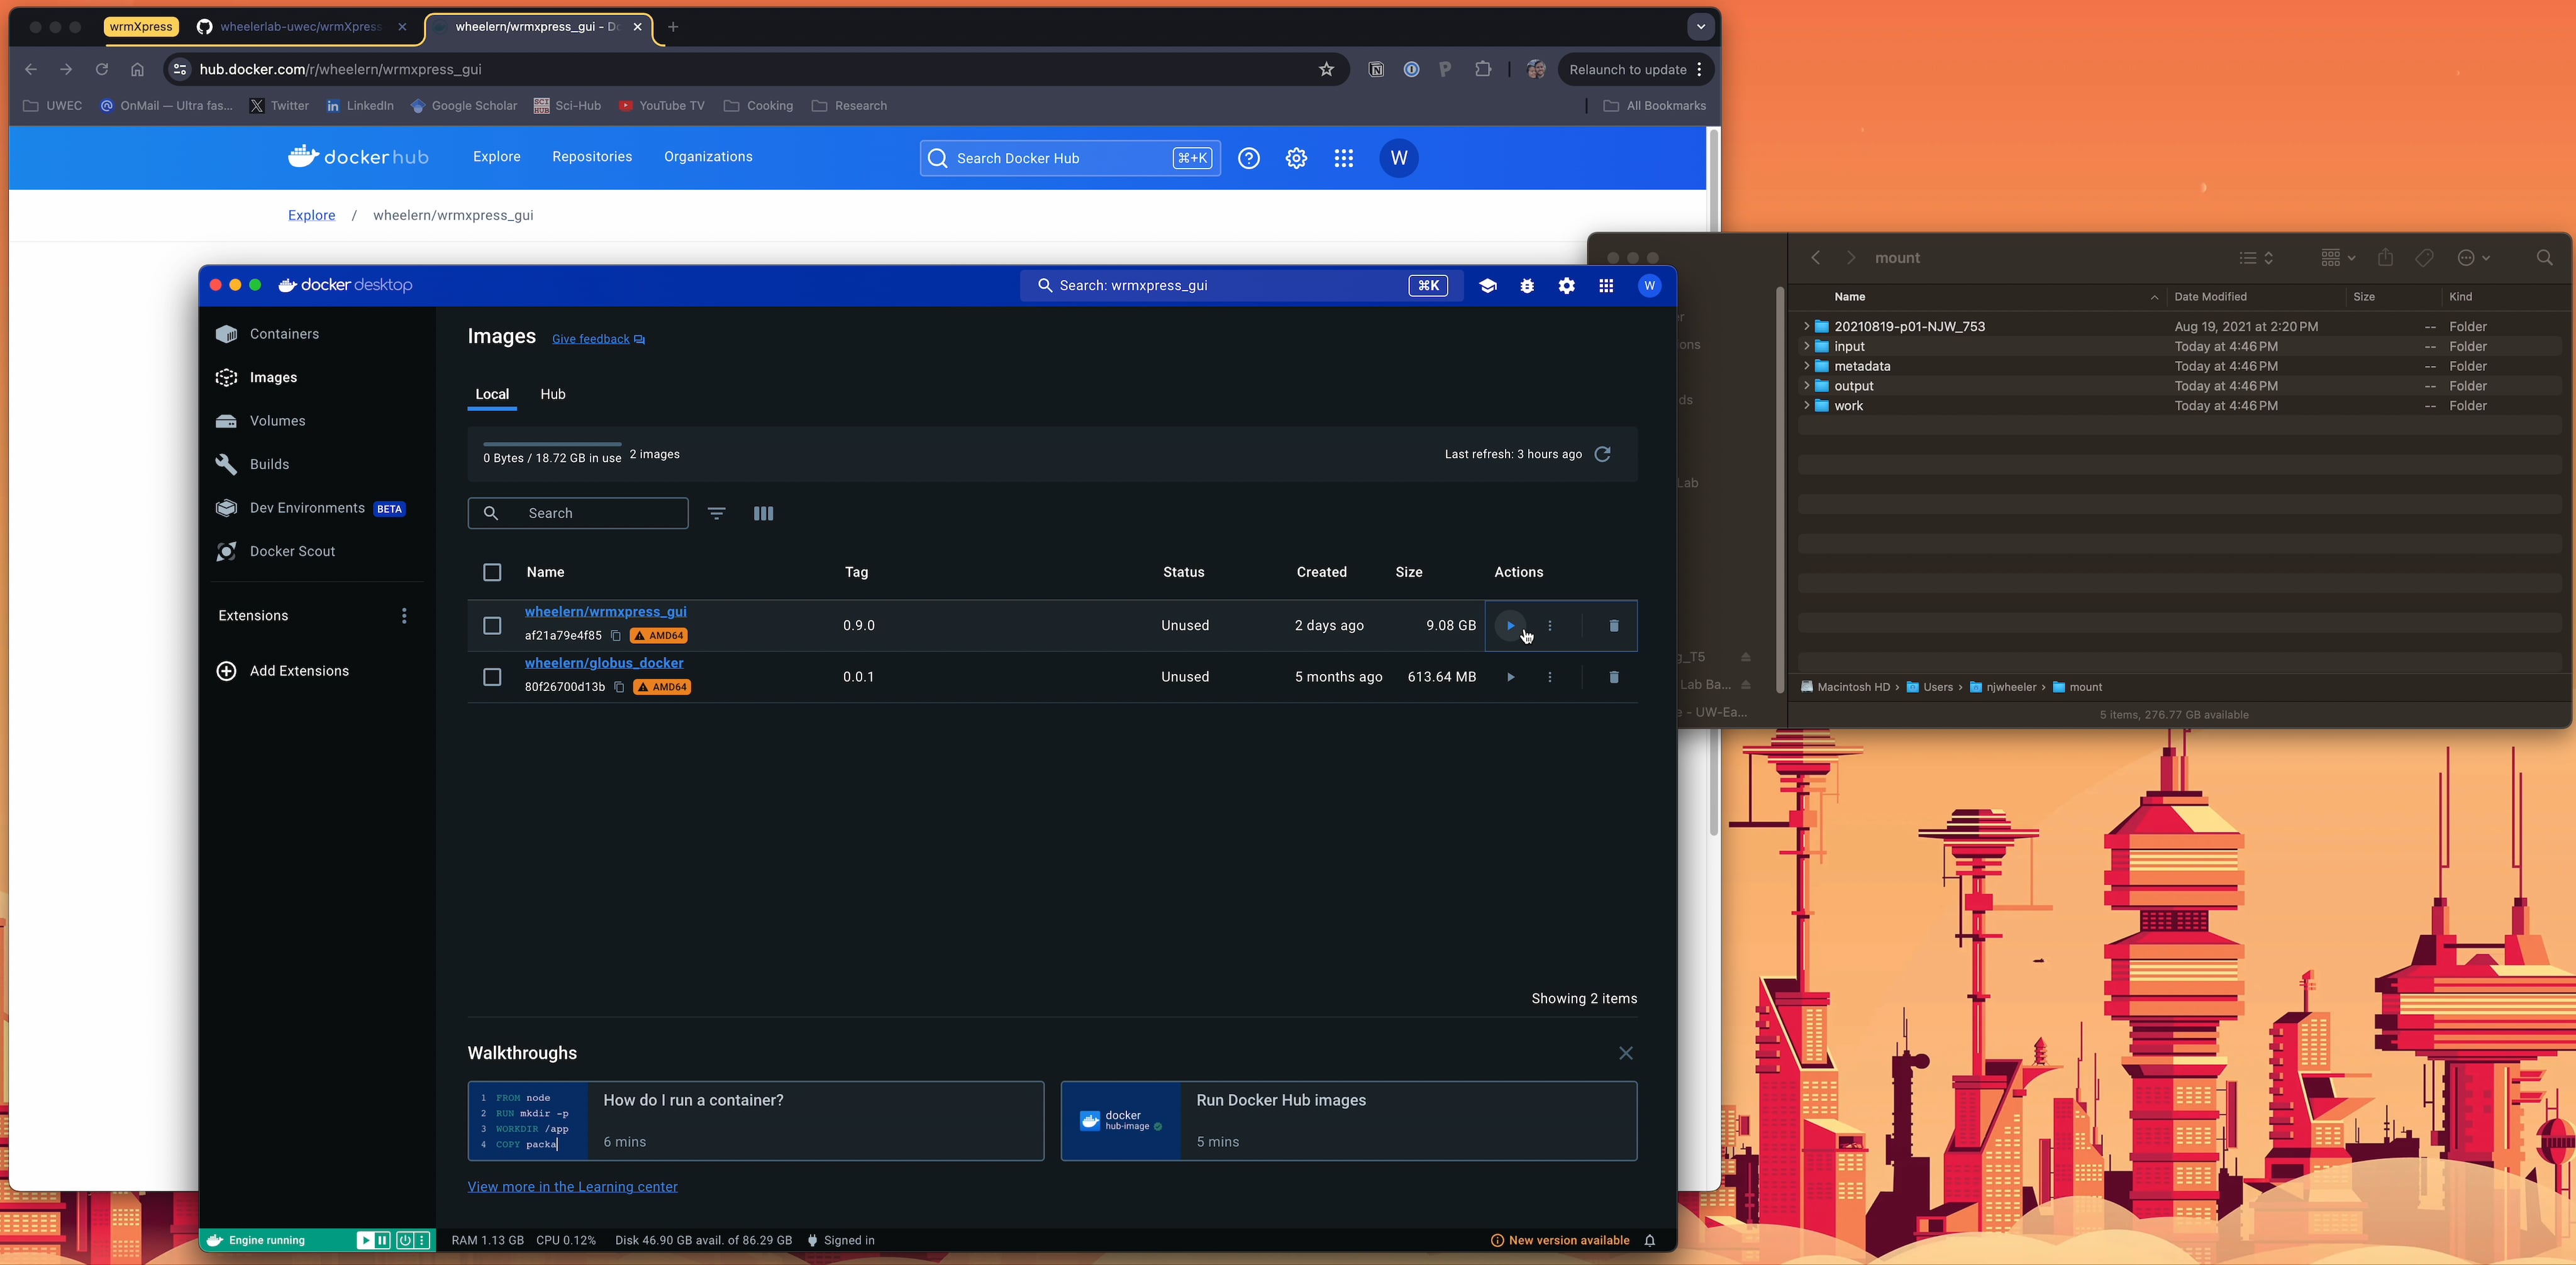 wrmXpress
wheelerlab-uwec/wrmXpress
wheelern/wrmxpress_gui - Do
hub.docker.com/r/wheelern/wrmxpress_gui
Relaunch to update
UWEC
OnMail — Ultra fas...
Twitter
LinkedIn
Google Scholar
SCI HUB
Sci-Hub
YouTube TV
Cooking
Research
All Bookmarks
dockerhub
Explore
Repositories
Organizations
Search Docker Hub
⌘+K
W
Explore / wheelern/wrmxpress_gui
docker desktop
Search: wrmxpress_gui
⌘K
W
Containers
Images
Volumes
Builds
Dev Environments BETA
Docker Scout
Extensions
Add Extensions
Images
Give feedback
Local
Hub
0 Bytes / 18.72 GB in use
2 images
Last refresh: 3 hours ago
Search
Name
Tag
Status
Created
Size
Actions
wheelern/wrmxpress_gui
af21a79e4f85
AMD64
0.9.0
Unused
2 days ago
9.08 GB
wheelern/globus_docker
80f26700d13b
AMD64
0.0.1
Unused
5 months ago
613.64 MB
Showing 2 items
Walkthroughs
1 FROM node
2 RUN mkdir -p
3 WORKDIR /app
4 COPY packa
How do I run a container?
6 mins
docker
hub-image
Run Docker Hub images
5 mins
View more in the Learning center
Engine running
RAM 1.13 GB
CPU 0.12%
Disk 46.90 GB avail. of 86.29 GB
Signed in
New version available
mount
Name
Date Modified
Size
Kind
20210819-p01-NJW_753
Aug 19, 2021 at 2:20 PM
--
Folder
input
Today at 4:46 PM
--
Folder
metadata
Today at 4:46 PM
--
Folder
output
Today at 4:46 PM
--
Folder
work
Today at 4:46 PM
--
Folder
ons
ds
Lab
g_T5
Lab Ba...
e - UW-Ea...
Macintosh HD › Users › njwheeler › mount
5 items, 276.77 GB available